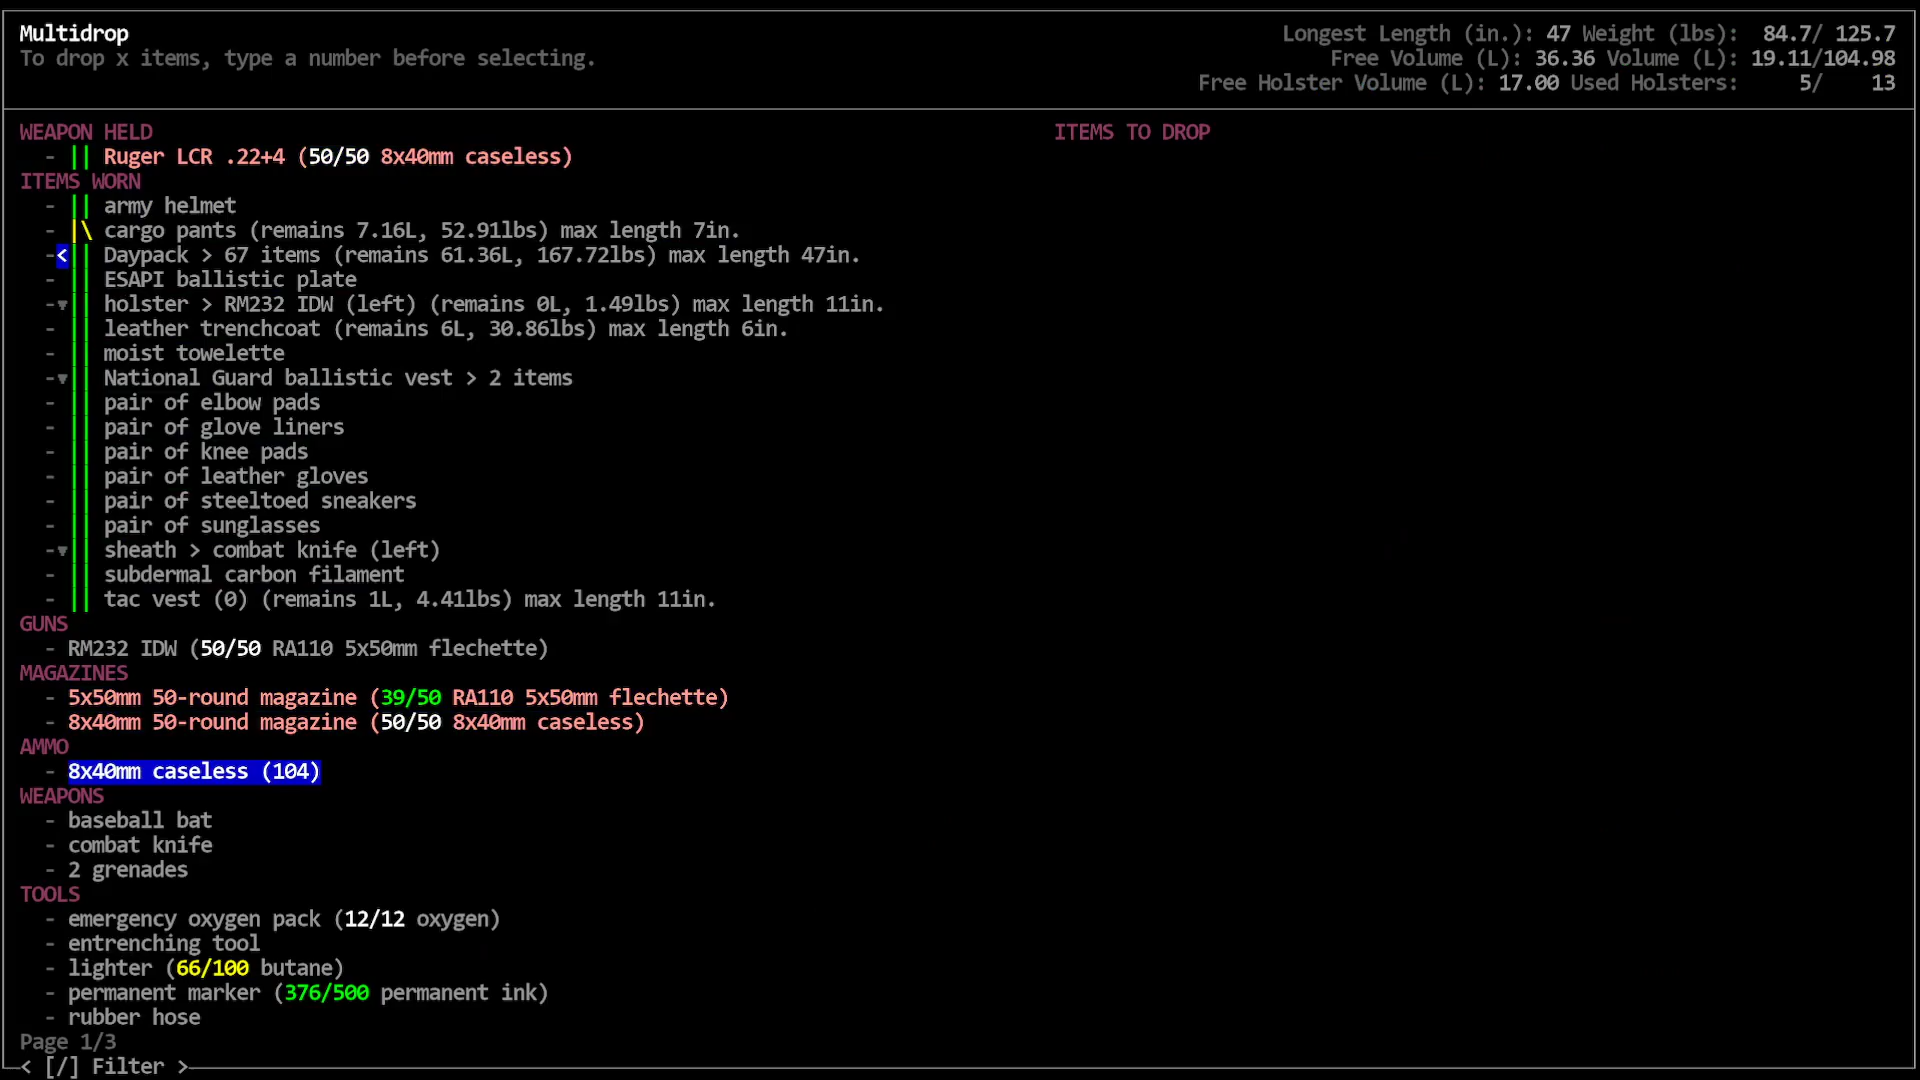 Multidrop
To drop x items, type a number before selecting.
Longest Length (in.): 47 Weight (lbs): 84.7/ 125.7
Free Volume (L): 36.36 Volume (L): 19.11/104.98
Free Holster Volume (L): 17.00 Used Holsters: 5/ 13
WEAPON HELD
- || Ruger LCR .22+4 (50/50 8x40mm caseless)
ITEMS WORN
- || army helmet
- |\ cargo pants (remains 7.16L, 52.91lbs) max length 7in.
-<|| Daypack > 67 items (remains 61.36L, 167.72lbs) max length 47in.
- || ESAPI ballistic plate
-▼|| holster > RM232 IDW (left) (remains 0L, 1.49lbs) max length 11in.
- || leather trenchcoat (remains 6L, 30.86lbs) max length 6in.
- || moist towelette
-▼|| National Guard ballistic vest > 2 items
- || pair of elbow pads
- || pair of glove liners
- || pair of knee pads
- || pair of leather gloves
- || pair of steeltoed sneakers
- || pair of sunglasses
-▼|| sheath > combat knife (left)
- || subdermal carbon filament
- || tac vest (0) (remains 1L, 4.41lbs) max length 11in.
GUNS
- RM232 IDW (50/50 RA110 5x50mm flechette)
MAGAZINES
- 5x50mm 50-round magazine (39/50 RA110 5x50mm flechette)
- 8x40mm 50-round magazine (50/50 8x40mm caseless)
AMMO
- 8x40mm caseless (104)
WEAPONS
- baseball bat
- combat knife
- 2 grenades
TOOLS
- emergency oxygen pack (12/12 oxygen)
- entrenching tool
- lighter (66/100 butane)
- permanent marker (376/500 permanent ink)
- rubber hose
Page 1/3
< [/] Filter >
ITEMS TO DROP